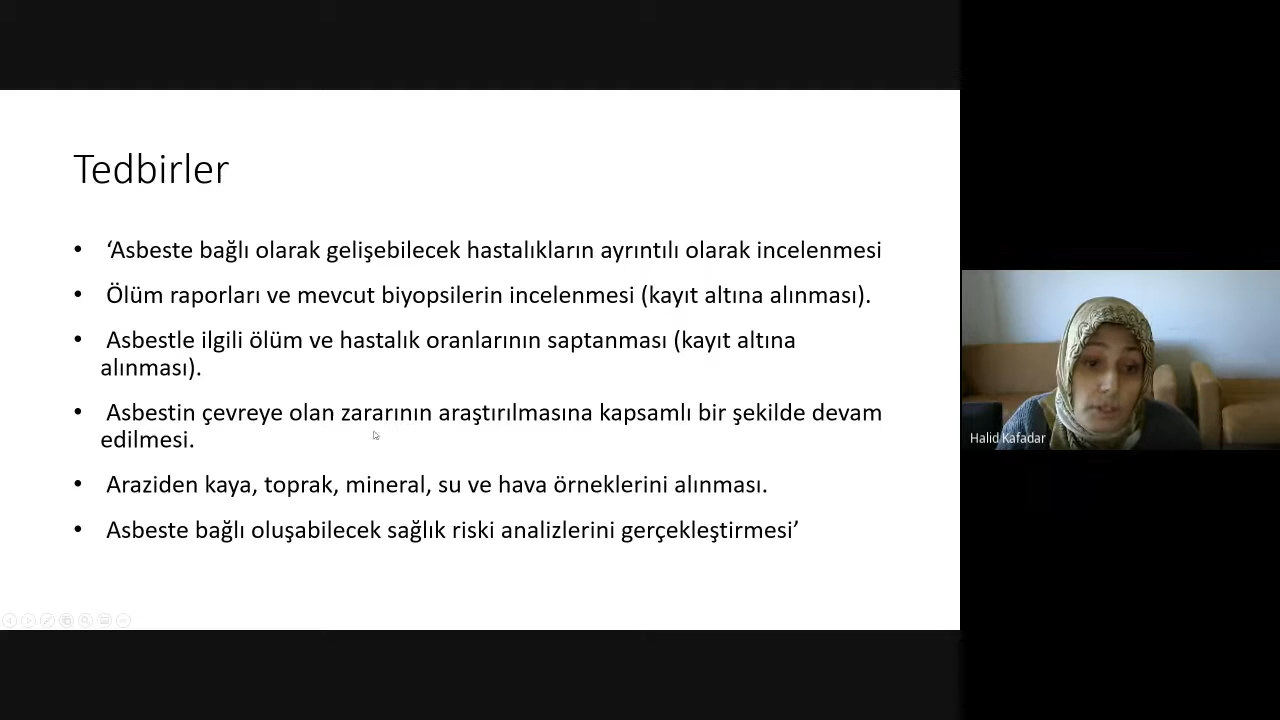 Tedbirler
• ‘Asbeste bağlı olarak gelişebilecek hastalıkların ayrıntılı olarak incelenmesi
• Ölüm raporları ve mevcut biyopsilerin incelenmesi (kayıt altına alınması).
• Asbestle ilgili ölüm ve hastalık oranlarının saptanması (kayıt altına
alınması).
• Asbestin çevreye olan zararının araştırılmasına kapsamlı bir şekilde devam
edilmesi.
• Araziden kaya, toprak, mineral, su ve hava örneklerini alınması.
• Asbeste bağlı oluşabilecek sağlık riski analizlerini gerçekleştirmesi’
Halid Kafadar